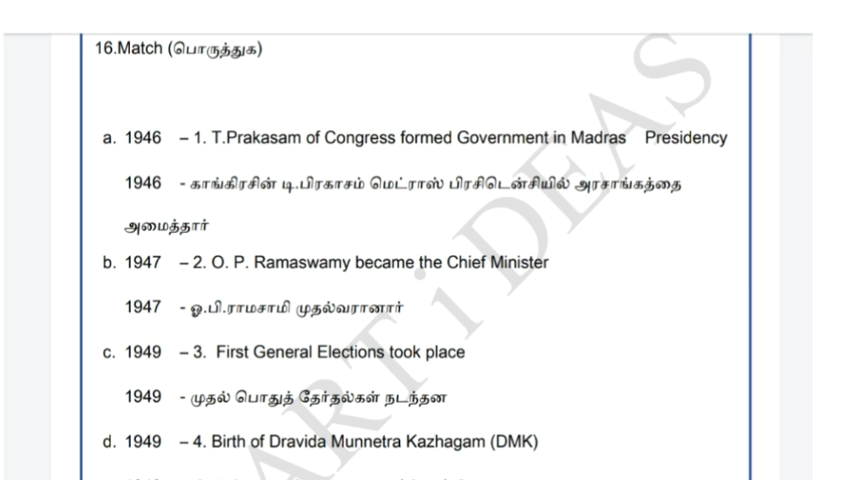 16.Match (பொருத்துக)
a. 1946 – 1. T.Prakasam of Congress formed Government in Madras Presidency
1946 - காங்கிரசின் டி.பிரகாசம் மெட்ராஸ் பிரசிடென்சியில் அரசாங்கத்தை
அமைத்தார்
b. 1947 – 2. O. P. Ramaswamy became the Chief Minister
1947 - ஓ.பி.ராமசாமி முதல்வரானார்
c. 1949 – 3. First General Elections took place
1949 - முதல் பொதுத் தேர்தல்கள் நடந்தன
d. 1949 – 4. Birth of Dravida Munnetra Kazhagam (DMK)
ART i DEAS